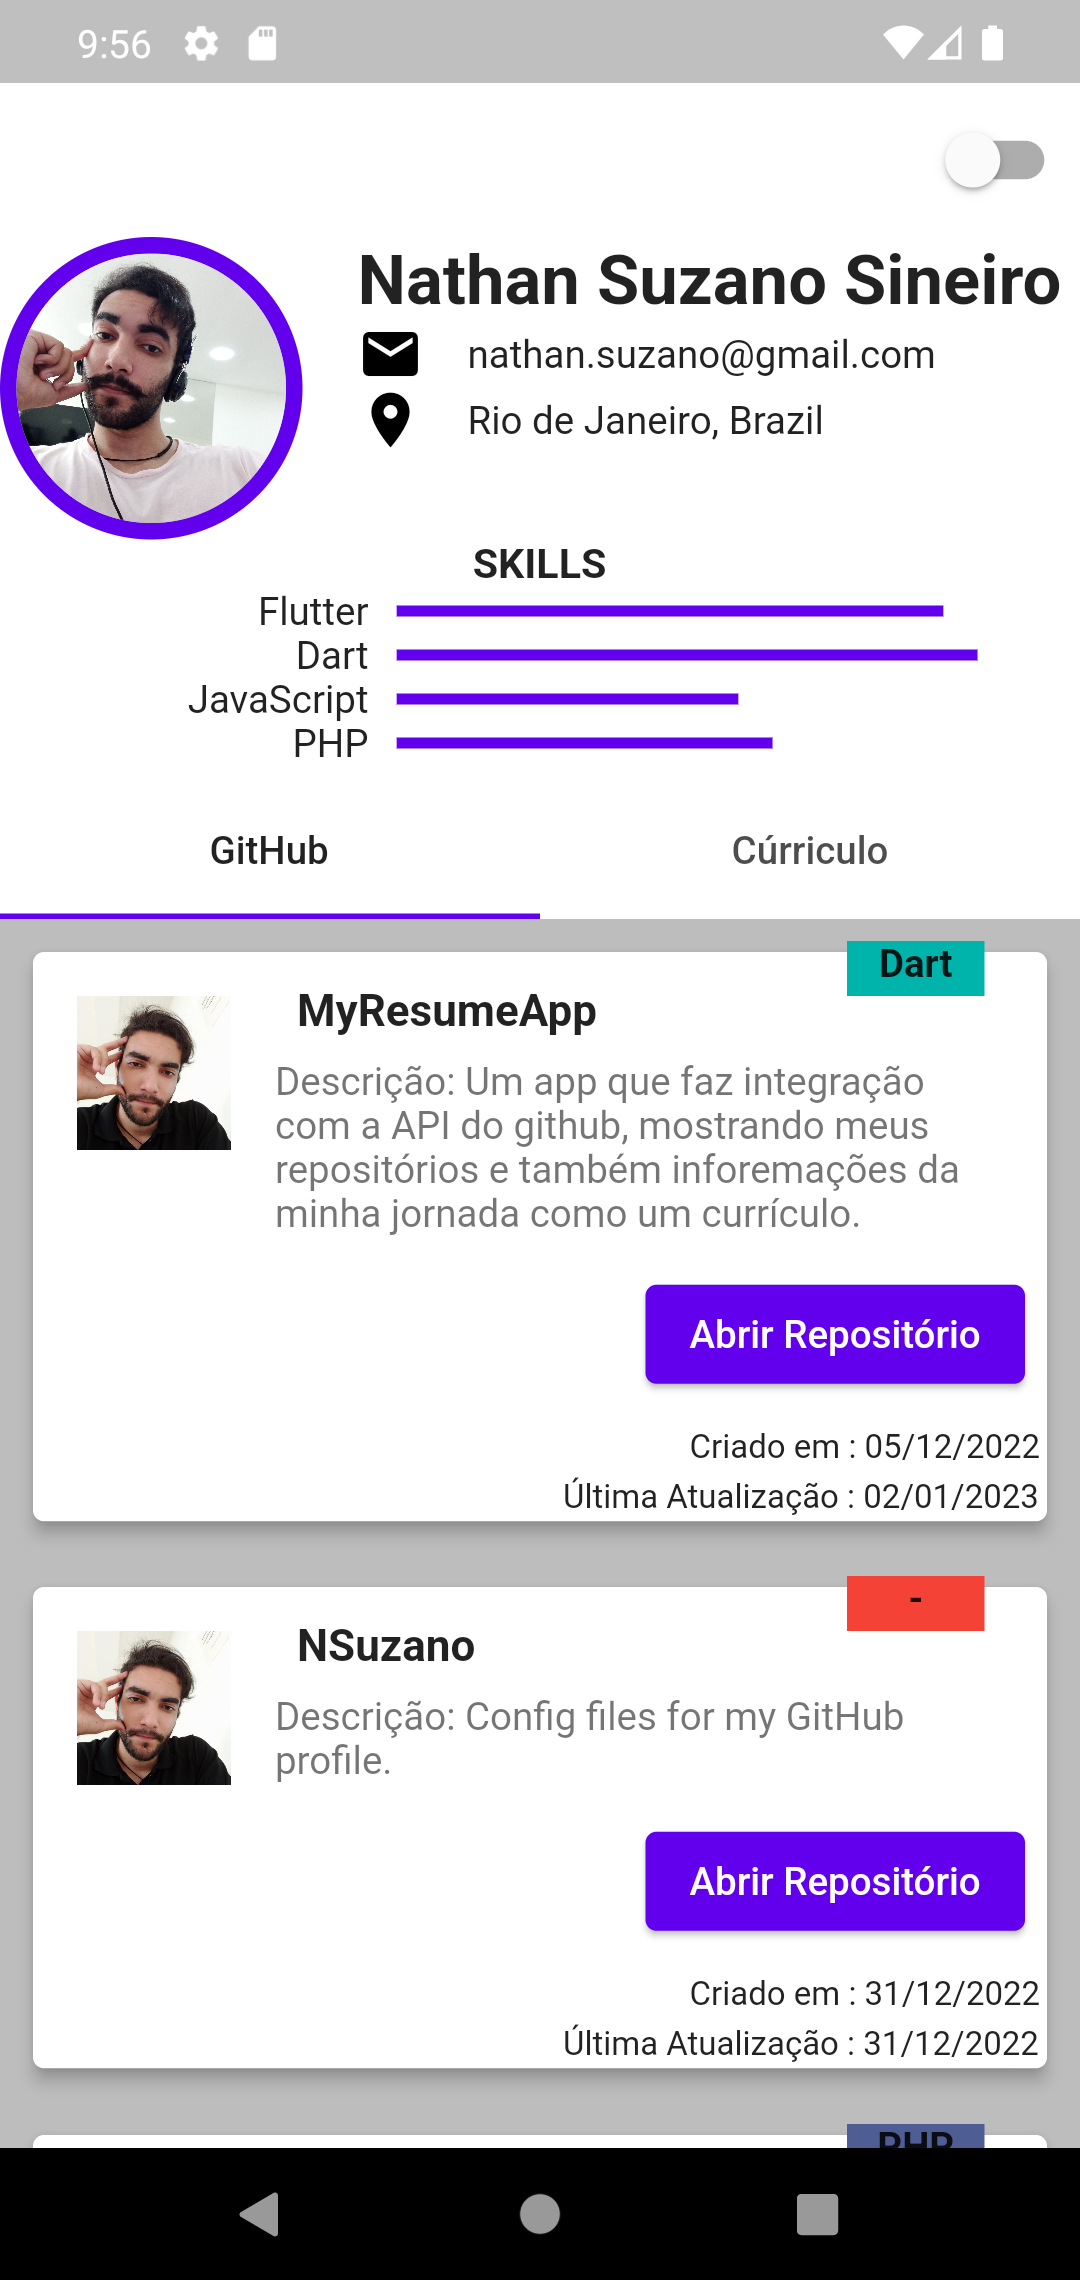 9:56
Nathan Suzano Sineiro
nathan.suzano@gmail.com
Rio de Janeiro, Brazil
SKILLS
Flutter
Dart
JavaScript
PHP
GitHub
Cúrriculo
Dart
MyResumeApp
Descrição: Um app que faz integração
com a API do github, mostrando meus
repositórios e também inforemações da
minha jornada como um currículo.
Abrir Repositório
Criado em : 05/12/2022
Última Atualização : 02/01/2023
-
NSuzano
Descrição: Config files for my GitHub
profile.
Abrir Repositório
Criado em : 31/12/2022
Última Atualização : 31/12/2022
PHP